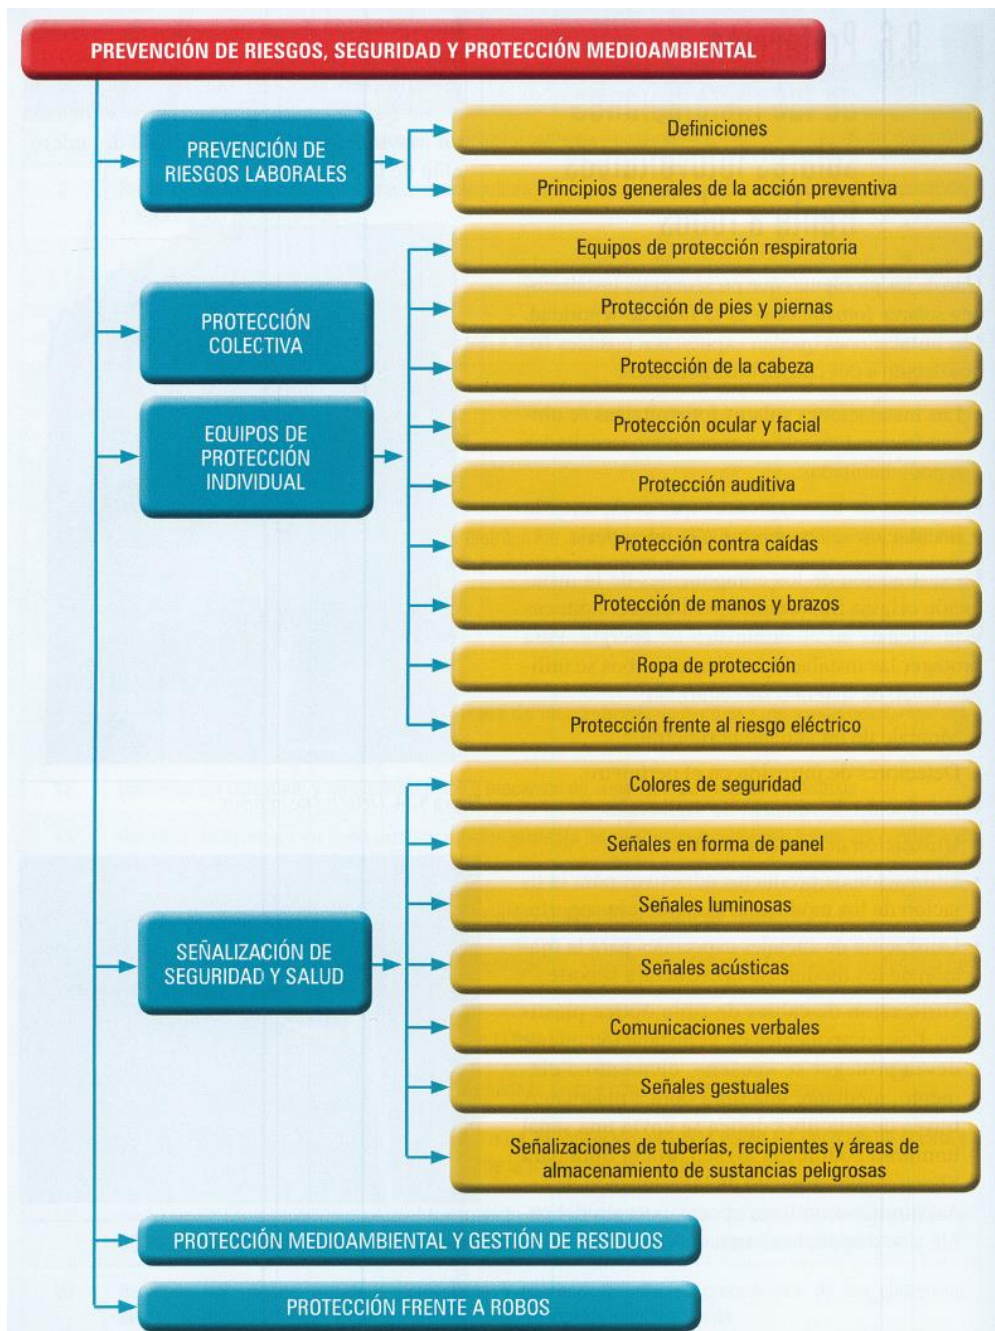 PREVENCIÓN DE RIESGOS, SEGURIDAD Y PROTECCIÓN MEDIOAMBIENTAL
PREVENCIÓN DE
RIESGOS LABORALES
Definiciones
Principios generales de la acción preventiva
PROTECCIÓN
COLECTIVA
EQUIPOS DE
PROTECCIÓN
INDIVIDUAL
Equipos de protección respiratoria
Protección de pies y piernas
Protección de la cabeza
Protección ocular y facial
Protección auditiva
Protección contra caídas
Protección de manos y brazos
Ropa de protección
Protección frente al riesgo eléctrico
SEÑALIZACIÓN DE
SEGURIDAD Y SALUD
Colores de seguridad
Señales en forma de panel
Señales luminosas
Señales acústicas
Comunicaciones verbales
Señales gestuales
Señalizaciones de tuberías, recipientes y áreas de
almacenamiento de sustancias peligrosas
PROTECCIÓN MEDIOAMBIENTAL Y GESTIÓN DE RESIDUOS
PROTECCIÓN FRENTE A ROBOS